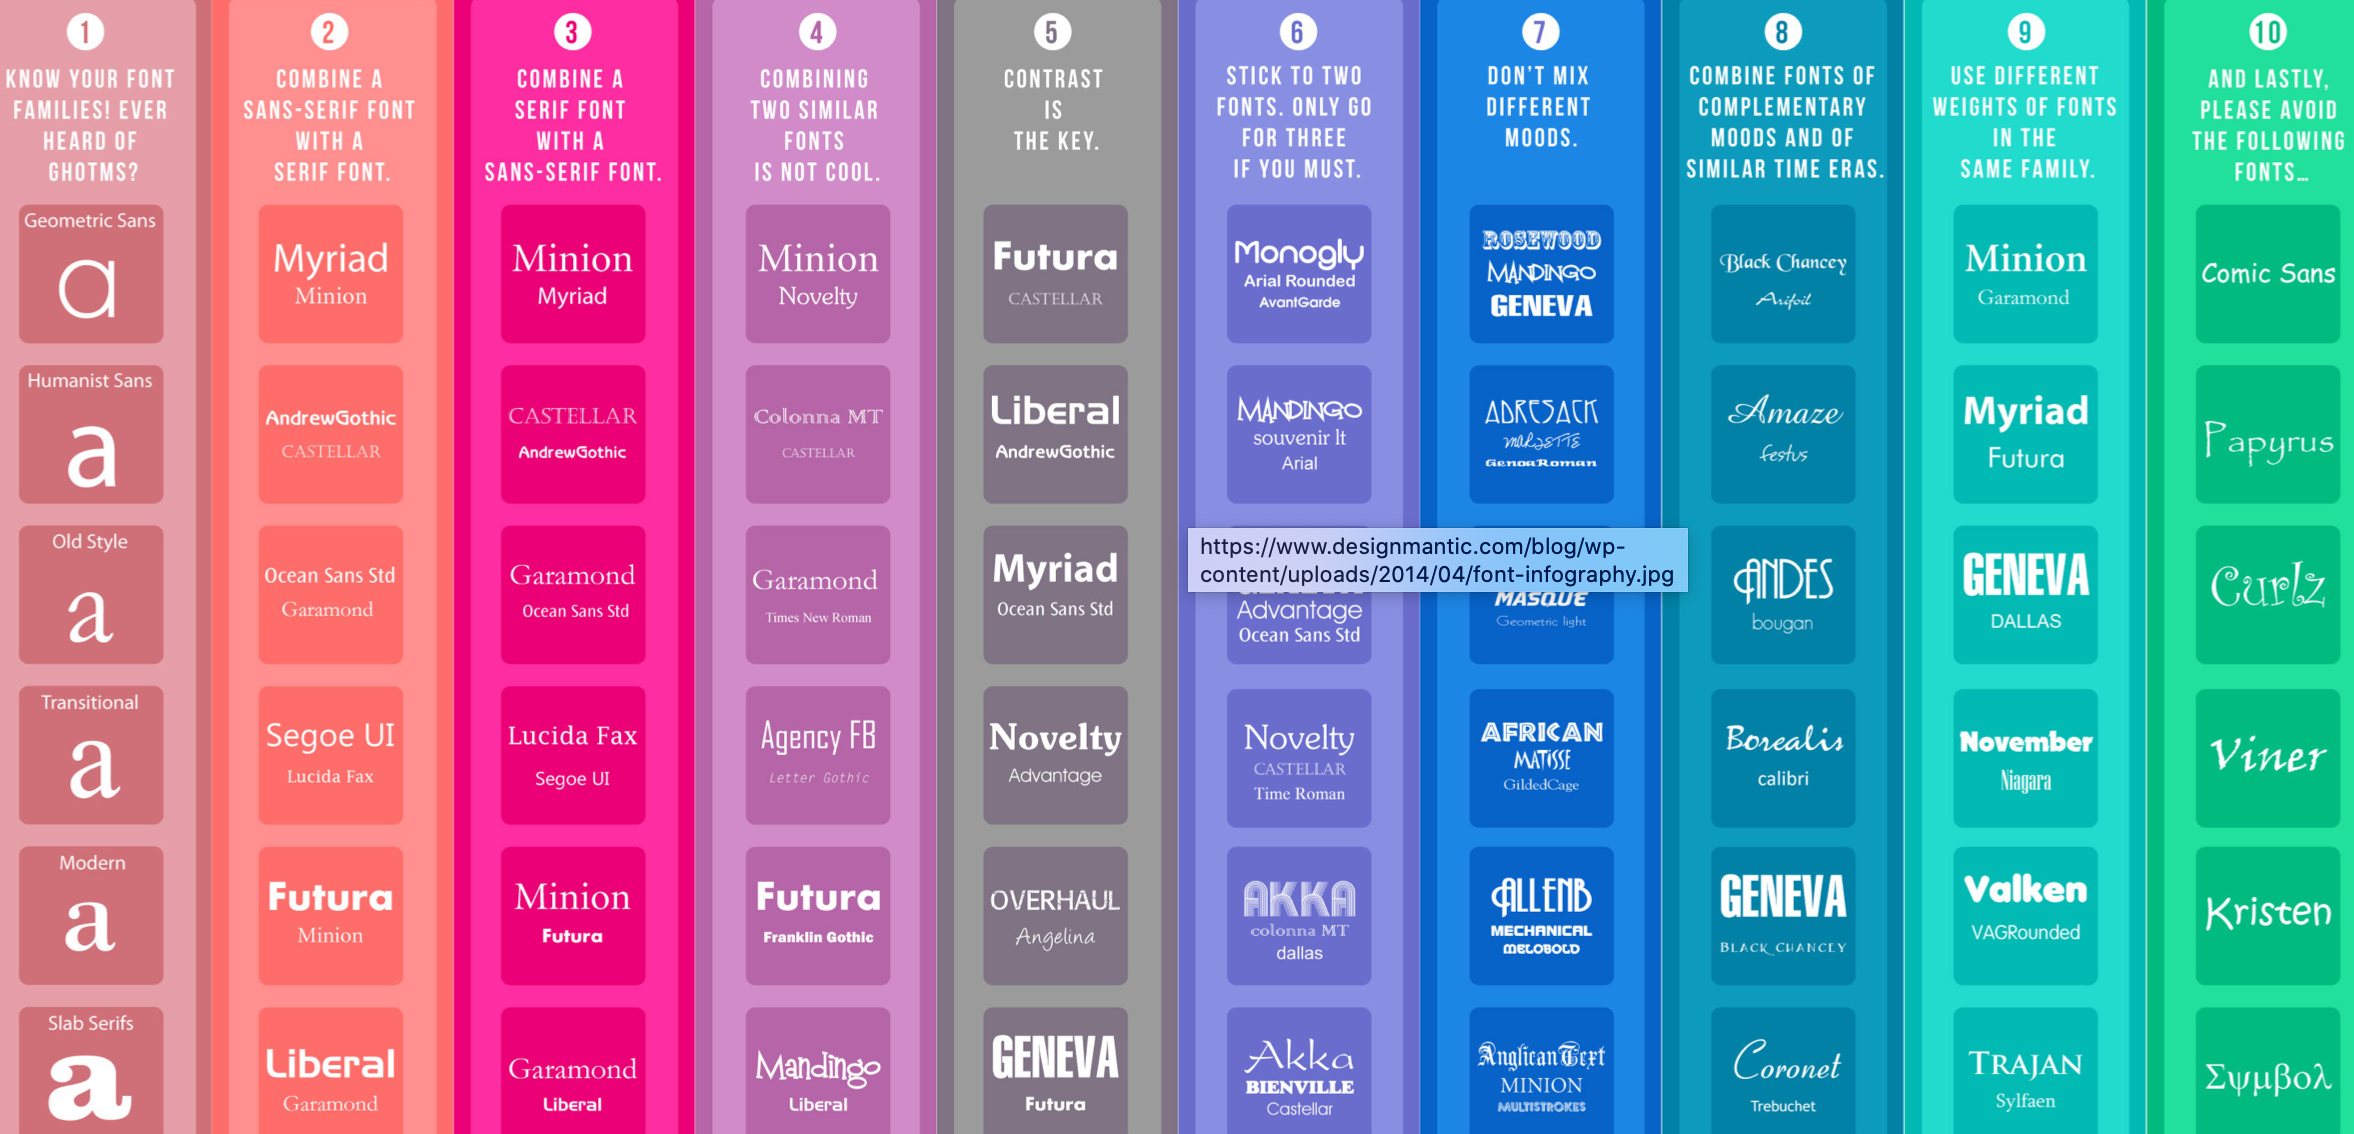 1
KNOW YOUR FONT
FAMILIES! EVER
HEARD OF
GHOTMS?
Geometric Sans
a
Humanist Sans
a
Old Style
a
Transitional
a
Modern
a
Slab Serifs
a
2
COMBINE A
SANS-SERIF FONT
WITH A
SERIF FONT.
Myriad
Minion
AndrewGothic
CASTELLAR
Ocean Sans Std
Garamond
Segoe UI
Lucida Fax
Futura
Minion
Liberal
Garamond
3
COMBINE A
SERIF FONT
WITH A
SANS-SERIF FONT.
Minion
Myriad
CASTELLAR
AndrewGothic
Garamond
Ocean Sans Std
Lucida Fax
Segoe UI
Minion
Futura
Garamond
Liberal
4
COMBINING
TWO SIMILAR
FONTS
IS NOT COOL.
Minion
Novelty
Colonna MT
CASTELLAR
Garamond
Times New Roman
Agency FB
Letter Gothic
Futura
Franklin Gothic
Mandingo
Liberal
5
CONTRAST
IS
THE KEY.
Futura
CASTELLAR
Liberal
AndrewGothic
Myriad
Ocean Sans Std
Novelty
Advantage
OVERHAUL
Angelina
GENEVA
Futura
6
STICK TO TWO
FONTS. ONLY GO
FOR THREE
IF YOU MUST.
Monogly
Arial Rounded
AvantGarde
MANDINGO
souvenir lt
Arial
https://www.designmantic.com/blog/wp-
content/uploads/2014/04/font-infography.jpg
Advantage
Ocean Sans Std
Novelty
CASTELLAR
Time Roman
AKKA
colonna MT
dallas
Akka
BIENVILLE
Castellar
7
DON'T MIX
DIFFERENT
MOODS.
ROSEWOOD
MANDINGO
GENEVA
ADRESACK
GenoaRoman
MASQUE
Geometric light
AFRICAN
MATISSE
GildedCage
ALLENB
MECHANICAL
MELOBOLD
AnglicanText
MINION
MULTISTROKES
8
COMBINE FONTS OF
COMPLEMENTARY
MOODS AND OF
SIMILAR TIME ERAS.
Black Chancey
Arifoil
Amaze
festus
ANDES
bougan
Borealis
calibri
GENEVA
BLACK CHANCEY
Coronet
Trebuchet
9
USE DIFFERENT
WEIGHTS OF FONTS
IN THE
SAME FAMILY.
Minion
Garamond
Myriad
Futura
GENEVA
DALLAS
November
Niagara
Valken
VAGRounded
TRAJAN
Sylfaen
10
AND LASTLY,
PLEASE AVOID
THE FOLLOWING
FONTS...
Comic Sans
Papyrus
Curlz
Viner
Kristen
Σψμβολ